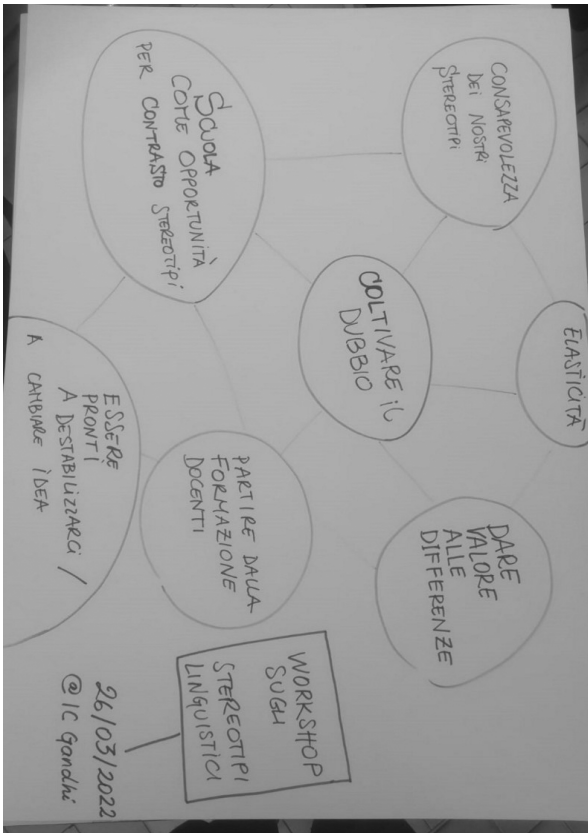 CONSAPEVOLEZZA
DEI NOSTRI
STEREOTIPI
ELASTICITÀ
SCUOLA
COME OPPORTUNITÀ
PER CONTRASTO STEREOTIPI
COLTIVARE IL
DUBBIO
DARE
VALORE
ALLE
DIFFERENZE
PARTIRE DALLA
FORMAZIONE
DOCENTI
ESSERE
PRONTI
A DESTABILIZZARCI /
A CAMBIARE IDEA
WORKSHOP
SUGLI
STEREOTIPI
LINGUISTICI
26/03/2022
@IC Gandhi